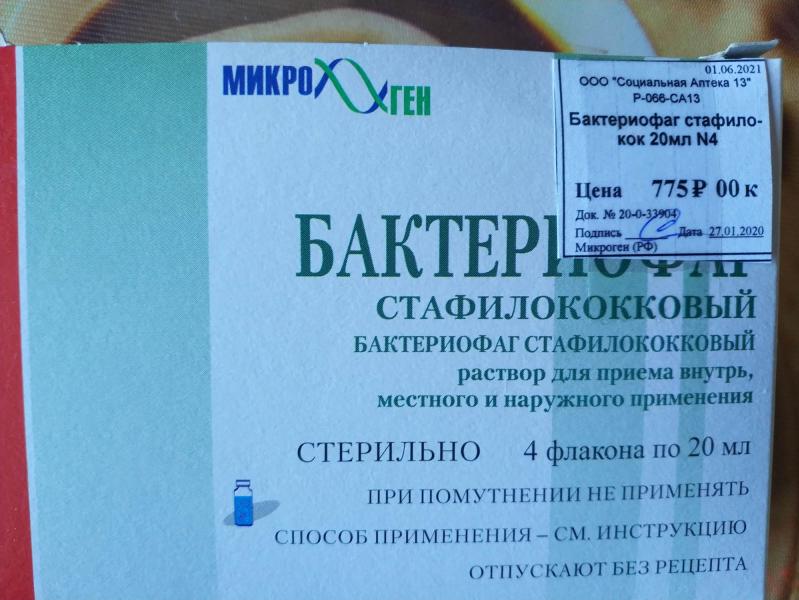 МИКРОГЕН
01.06.2021
ООО "Социальная Аптека 13"
Р-066-СА13
Бактериофаг стафило-
кок 20мл N4
Цена 775₽ 00 к
Док. № 20-0-33904
Подпись Дата 27.01.2020
Микроген (РФ)
БАКТЕРИОФАГ
СТАФИЛОКОККОВЫЙ
БАКТЕРИОФАГ СТАФИЛОКОККОВЫЙ
раствор для приема внутрь,
местного и наружного применения
СТЕРИЛЬНО 4 флакона по 20 мл
ПРИ ПОМУТНЕНИИ НЕ ПРИМЕНЯТЬ
СПОСОБ ПРИМЕНЕНИЯ – СМ. ИНСТРУКЦИЮ
ОТПУСКАЮТ БЕЗ РЕЦЕПТА